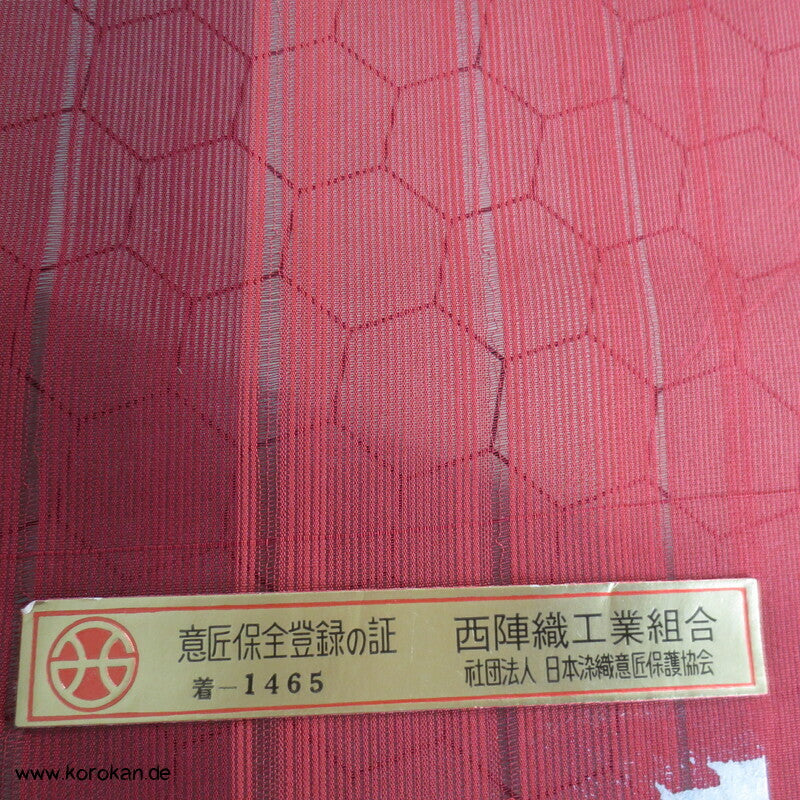 意匠保全登録の証
着—1465
西陣織工業組合
社団法人 日本染織意匠保護協会
www.korokan.de